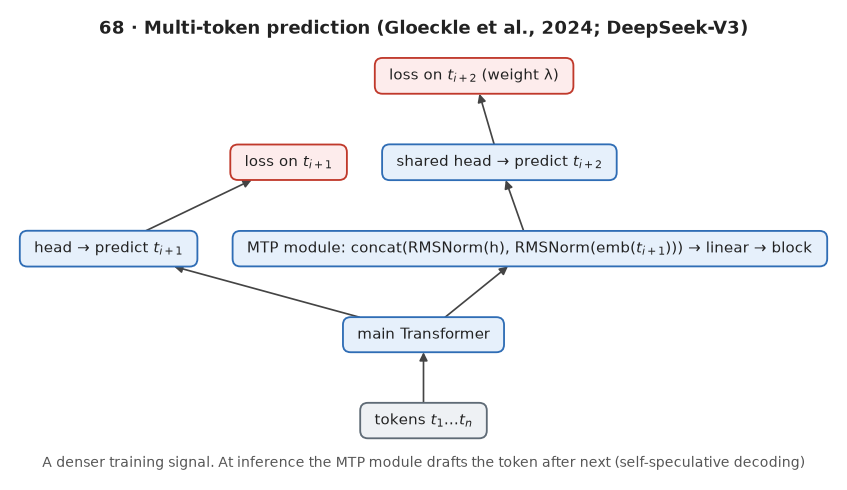 68 · Multi-token prediction (Gloeckle et al., 2024; DeepSeek-V3)
loss on t_{i+2} (weight λ)
loss on t_{i+1}
shared head → predict t_{i+2}
head → predict t_{i+1}
MTP module: concat(RMSNorm(h), RMSNorm(emb(t_{i+1}))) → linear → block
main Transformer
tokens t_1…t_n
A denser training signal. At inference the MTP module drafts the token after next (self-speculative decoding)